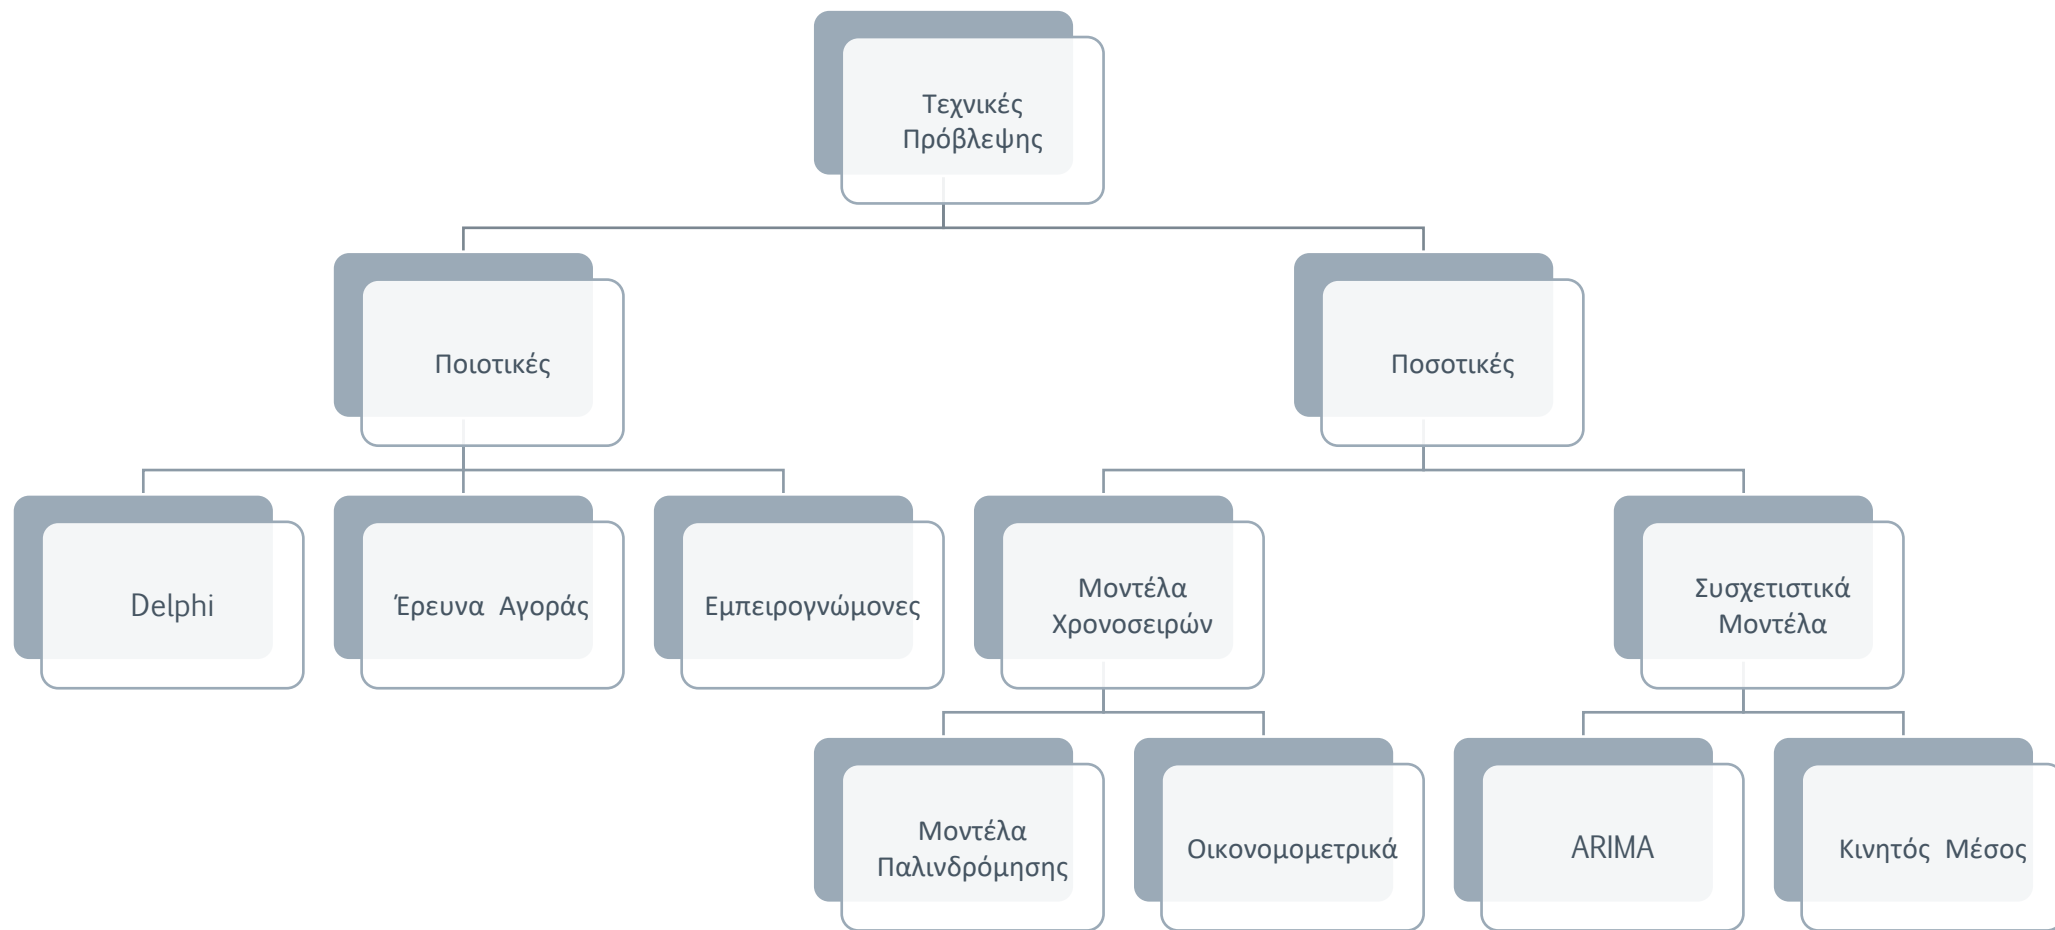 Τεχνικές
Πρόβλεψης
Ποιοτικές
Ποσοτικές
Delphi
Έρευνα Αγοράς
Εμπειρογνώμονες
Μοντέλα
Χρονοσειρών
Συσχετιστικά
Μοντέλα
Μοντέλα
Παλινδρόμησης
Οικονομομετρικά
ARIMA
Κινητός Μέσος